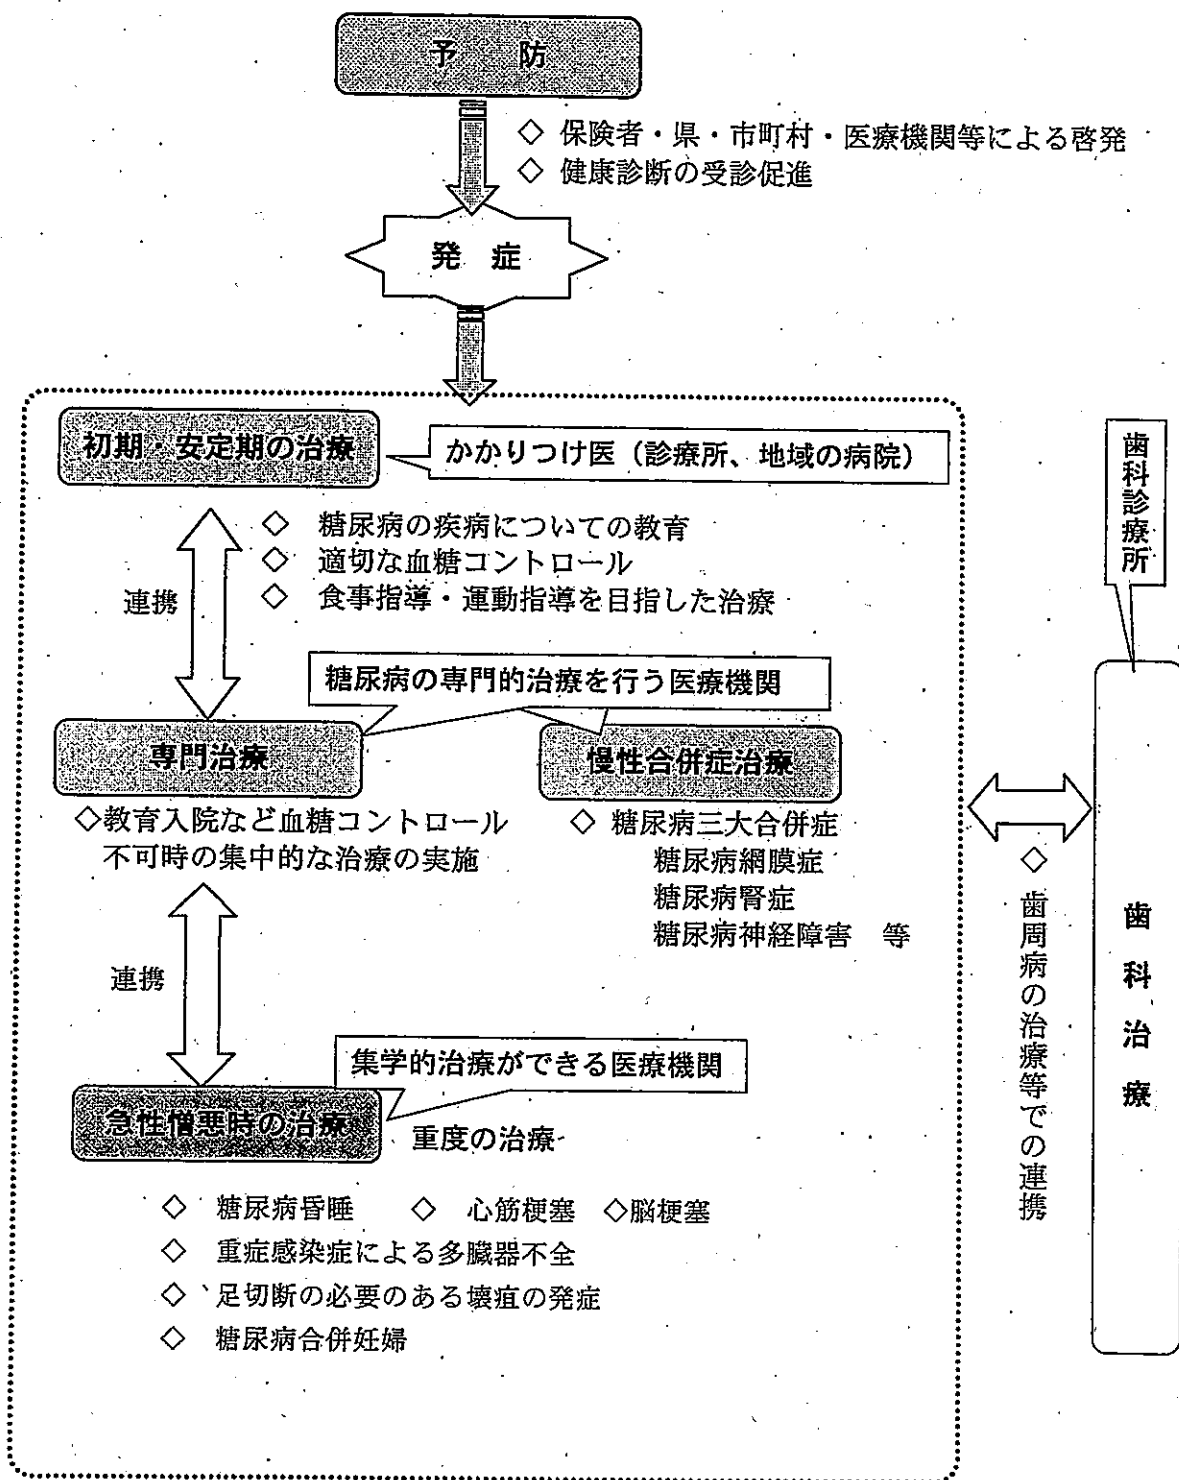 予　防
◇ 保険者・県・市町村・医療機関等による啓発
◇ 健康診断の受診促進
発　症
初期・安定期の治療
かかりつけ医（診療所、地域の病院）
◇ 糖尿病の疾病についての教育
◇ 適切な血糖コントロール
◇ 食事指導・運動指導を目指した治療
連携
糖尿病の専門的治療を行う医療機関
専門治療
慢性合併症治療
◇教育入院など血糖コントロール
不可時の集中的な治療の実施
◇ 糖尿病三大合併症
糖尿病網膜症
糖尿病腎症
糖尿病神経障害　等
連携
集学的治療ができる医療機関
急性憎悪時の治療
重度の治療
◇ 糖尿病昏睡　◇ 心筋梗塞　◇脳梗塞
◇ 重症感染症による多臓器不全
◇ 足切断の必要のある壊疽の発症
◇ 糖尿病合併妊婦
歯科診療所
◇ 歯周病の治療等での連携
歯科治療